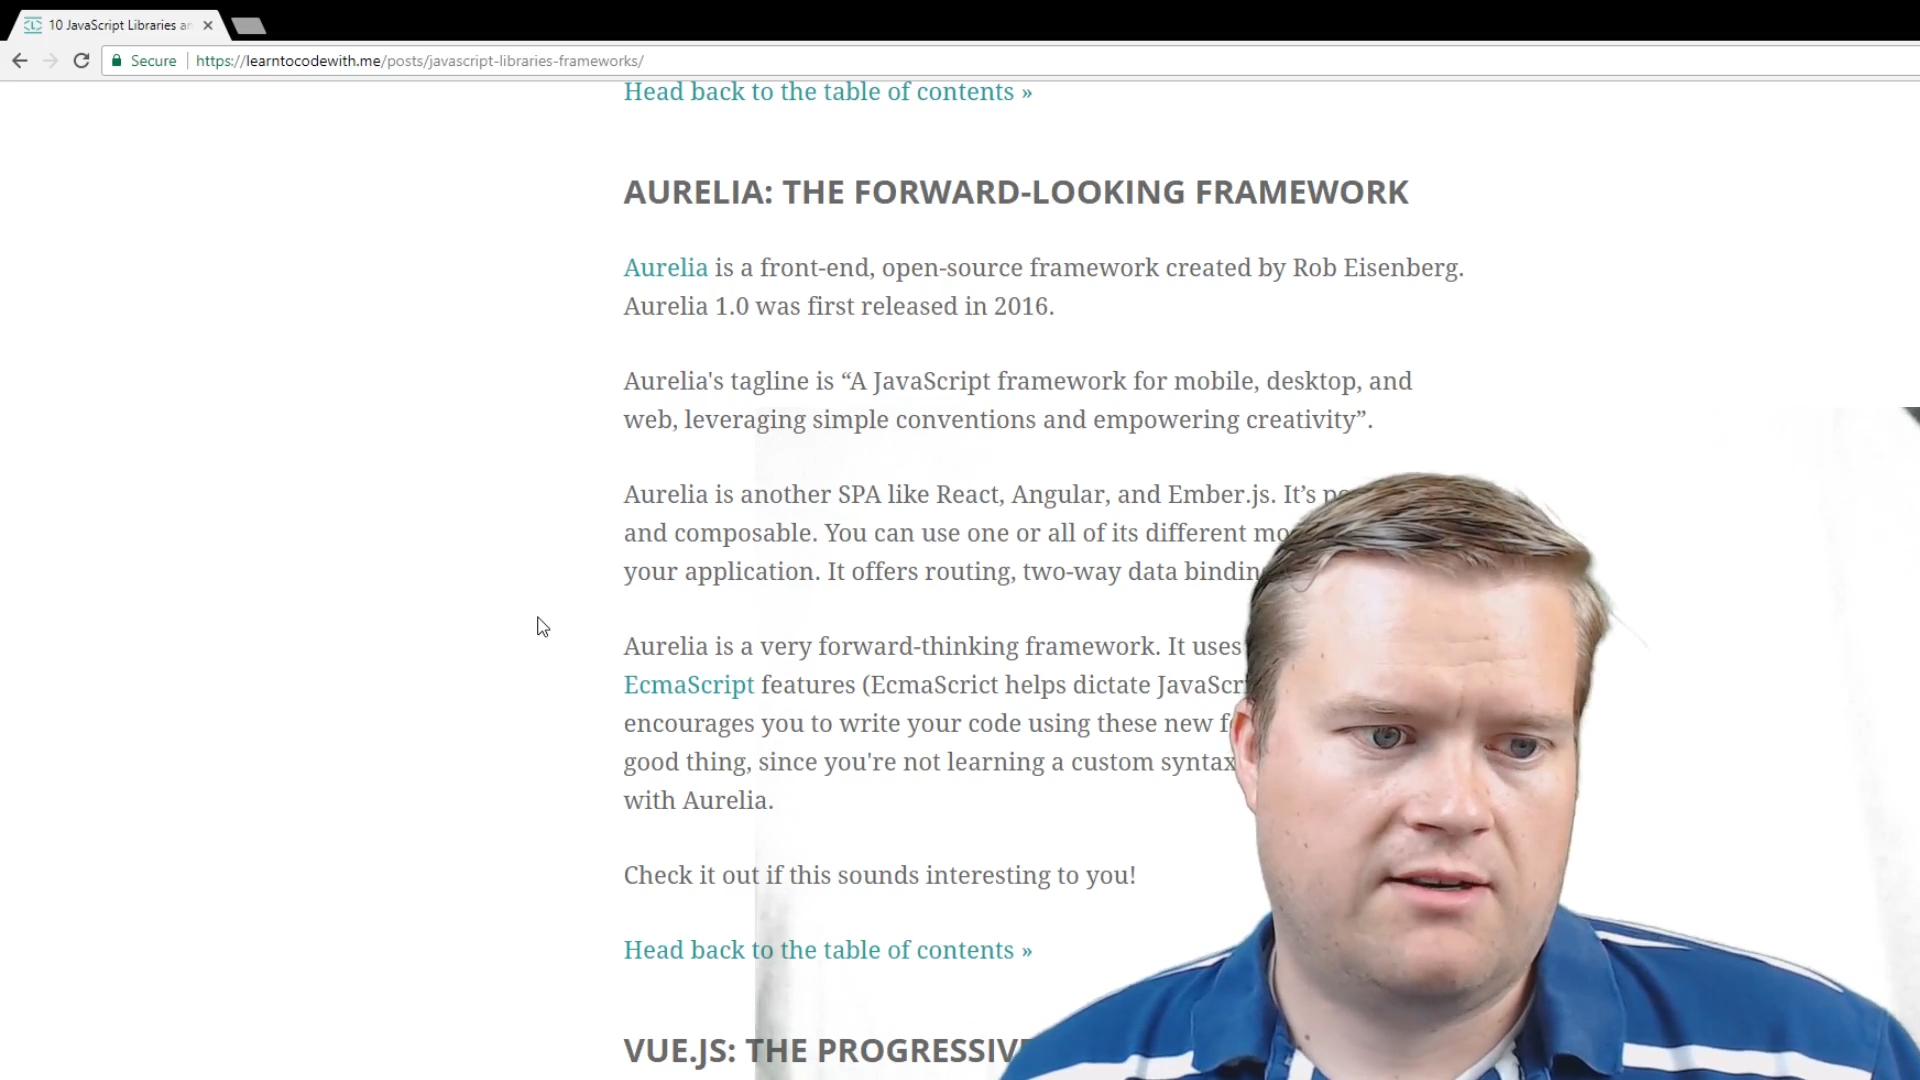 10 JavaScript Libraries
Secure
https://learntocodewith.me/posts/javascript-libraries-frameworks/
Head back to the table of contents »
AURELIA: THE FORWARD-LOOKING FRAMEWORK
Aurelia is a front-end, open-source framework created by Rob Eisenberg.
Aurelia 1.0 was first released in 2016.
Aurelia's tagline is “A JavaScript framework for mobile, desktop, and
web, leveraging simple conventions and empowering creativity”.
Aurelia is another SPA like React, Angular, and Ember.js. It’s
and composable. You can use one or all of its different
your application. It offers routing, two-way data
Aurelia is a very forward-thinking framework. It uses
EcmaScript features (EcmaScrict helps dictate
encourages you to write your code using these new
good thing, since you're not learning a custom syntax
with Aurelia.
Check it out if this sounds interesting to you!
Head back to the table of contents »
VUE.JS: THE